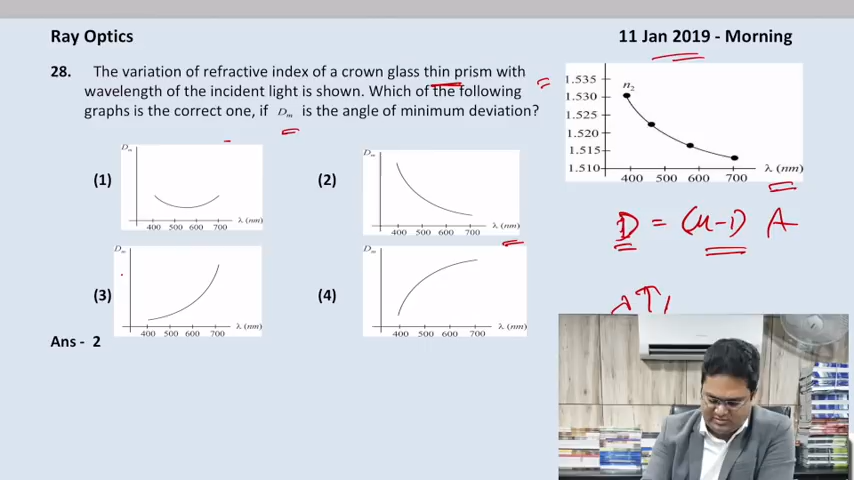 Ray Optics
11 Jan 2019 - Morning
28. The variation of refractive index of a crown glass thin prism with
wavelength of the incident light is shown. Which of the following
graphs is the correct one, if Dm is the angle of minimum deviation?
1.535
1.530
1.525
1.520
1.515
1.510
n2
400 500 600 700
λ (nm)
(1)
Dm
400 500 600 700
λ (nm)
(2)
Dm
400 500 600 700
λ (nm)
(3)
Dm
400 500 600 700
λ (nm)
(4)
Dm
400 500 600 700
λ (nm)
D = (μ-1) A
λ↑
Ans - 2